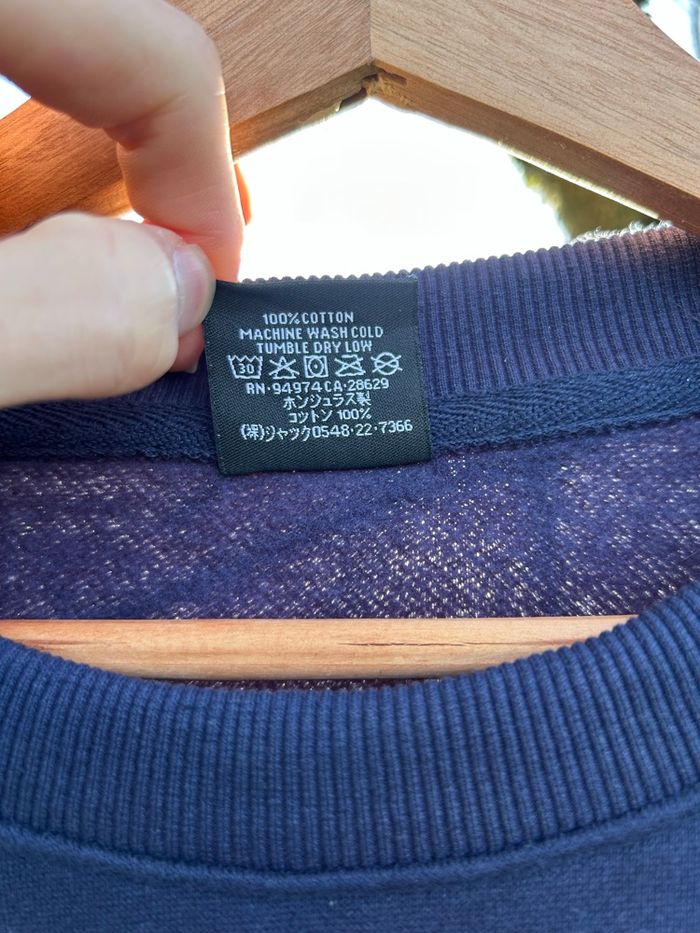 100% COTTON
MACHINE WASH COLD
TUMBLE DRY LOW
30
RN·94974 CA·28629
ホンジュラス製
コットン 100%
(株)ジャック0548·22·7366